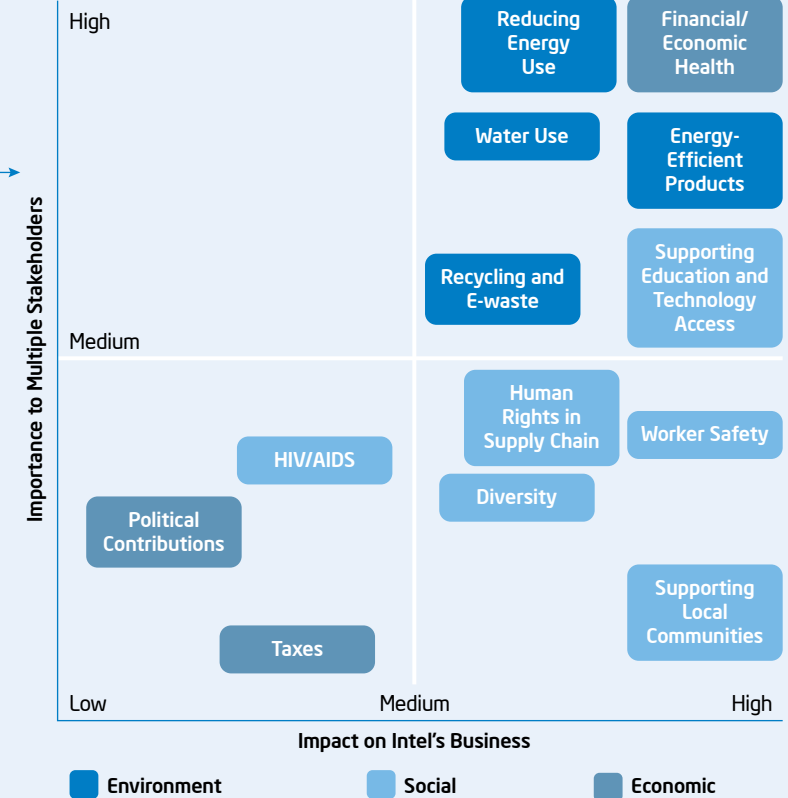 High
Reducing
Energy
Use
Financial/
Economic
Health
Water Use
Energy-
Efficient
Products
Supporting
Education and
Technology
Access
Recycling and
E-waste
Medium
Importance to Multiple Stakeholders
Human
Rights in
Supply Chain
Worker Safety
HIV/AIDS
Diversity
Political
Contributions
Supporting
Local
Communities
Taxes
Low
Medium
High
Impact on Intel's Business
Environment
Social
Economic